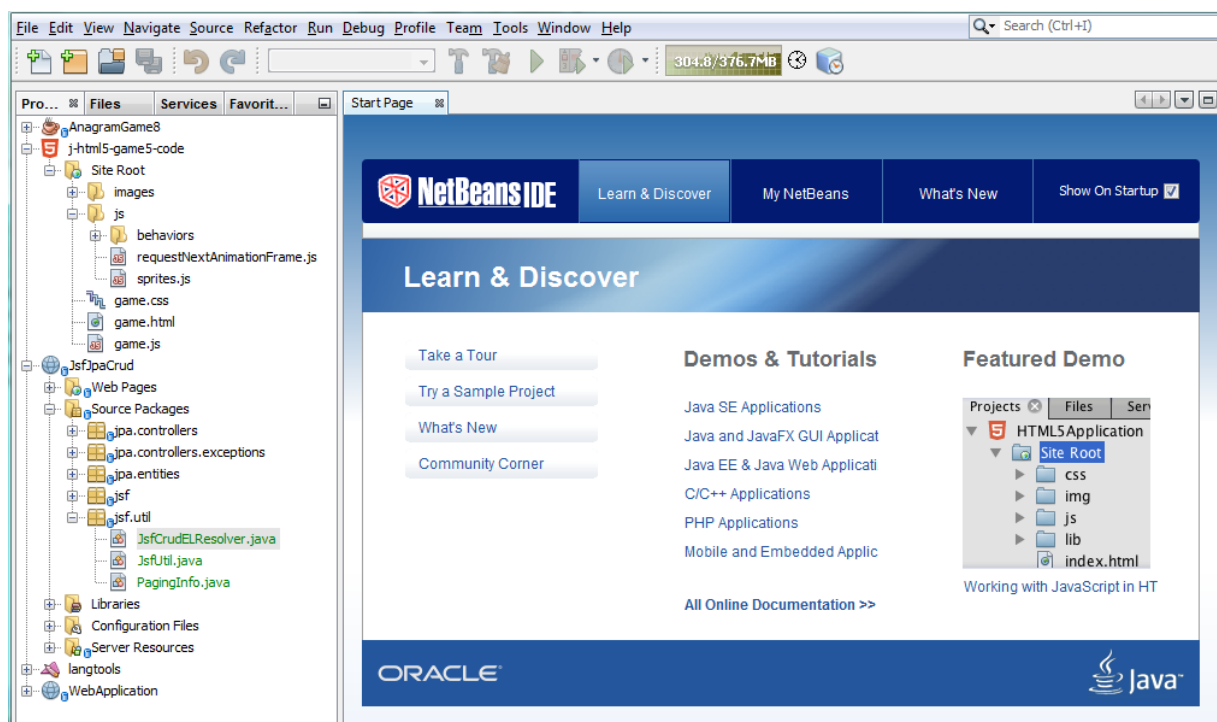 File Edit View Navigate Source Refactor Run Debug Profile Team Tools Window Help
Search (Ctrl+I)
304.8/376.7MB
Pro... Files Services Favorit...
Start Page
AnagramGame8
j-html5-game5-code
Site Root
images
js
behaviors
requestNextAnimationFrame.js
sprites.js
game.css
game.html
game.js
JsfJpaCrud
Web Pages
Source Packages
jpa.controllers
jpa.controllers.exceptions
jpa.entities
jsf
jsf.util
JsfCrudELResolver.java
JsfUtil.java
PagingInfo.java
Libraries
Configuration Files
Server Resources
langtools
WebApplication
NetBeans IDE
Learn & Discover
My NetBeans
What's New
Show On Startup
Learn & Discover
Take a Tour
Try a Sample Project
What's New
Community Corner
Demos & Tutorials
Java SE Applications
Java and JavaFX GUI Applicat
Java EE & Java Web Applicati
C/C++ Applications
PHP Applications
Mobile and Embedded Applic
All Online Documentation >>
Featured Demo
Projects Files Serv
HTML5Application
Site Root
css
img
js
lib
index.html
Working with JavaScript in HT
ORACLE
Java